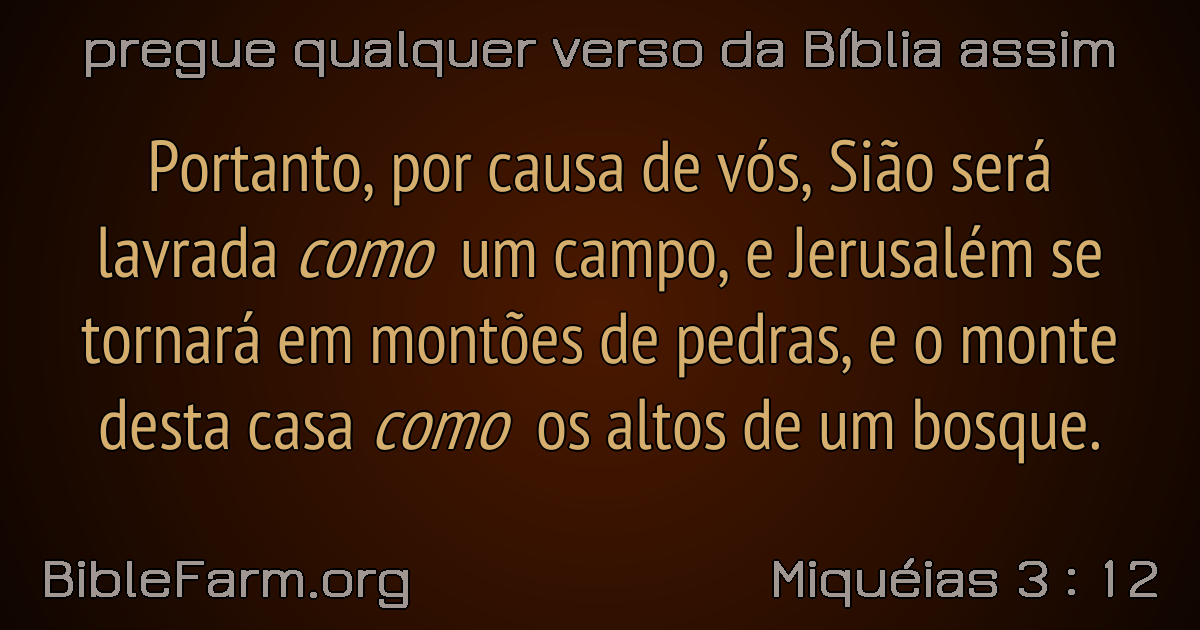 pregue qualquer verso da Bíblia assim
Portanto, por causa de vós, Sião será
lavrada como um campo, e Jerusalém se
tornará em montões de pedras, e o monte
desta casa como os altos de um bosque.
BibleFarm.org
Miquéias 3 : 12